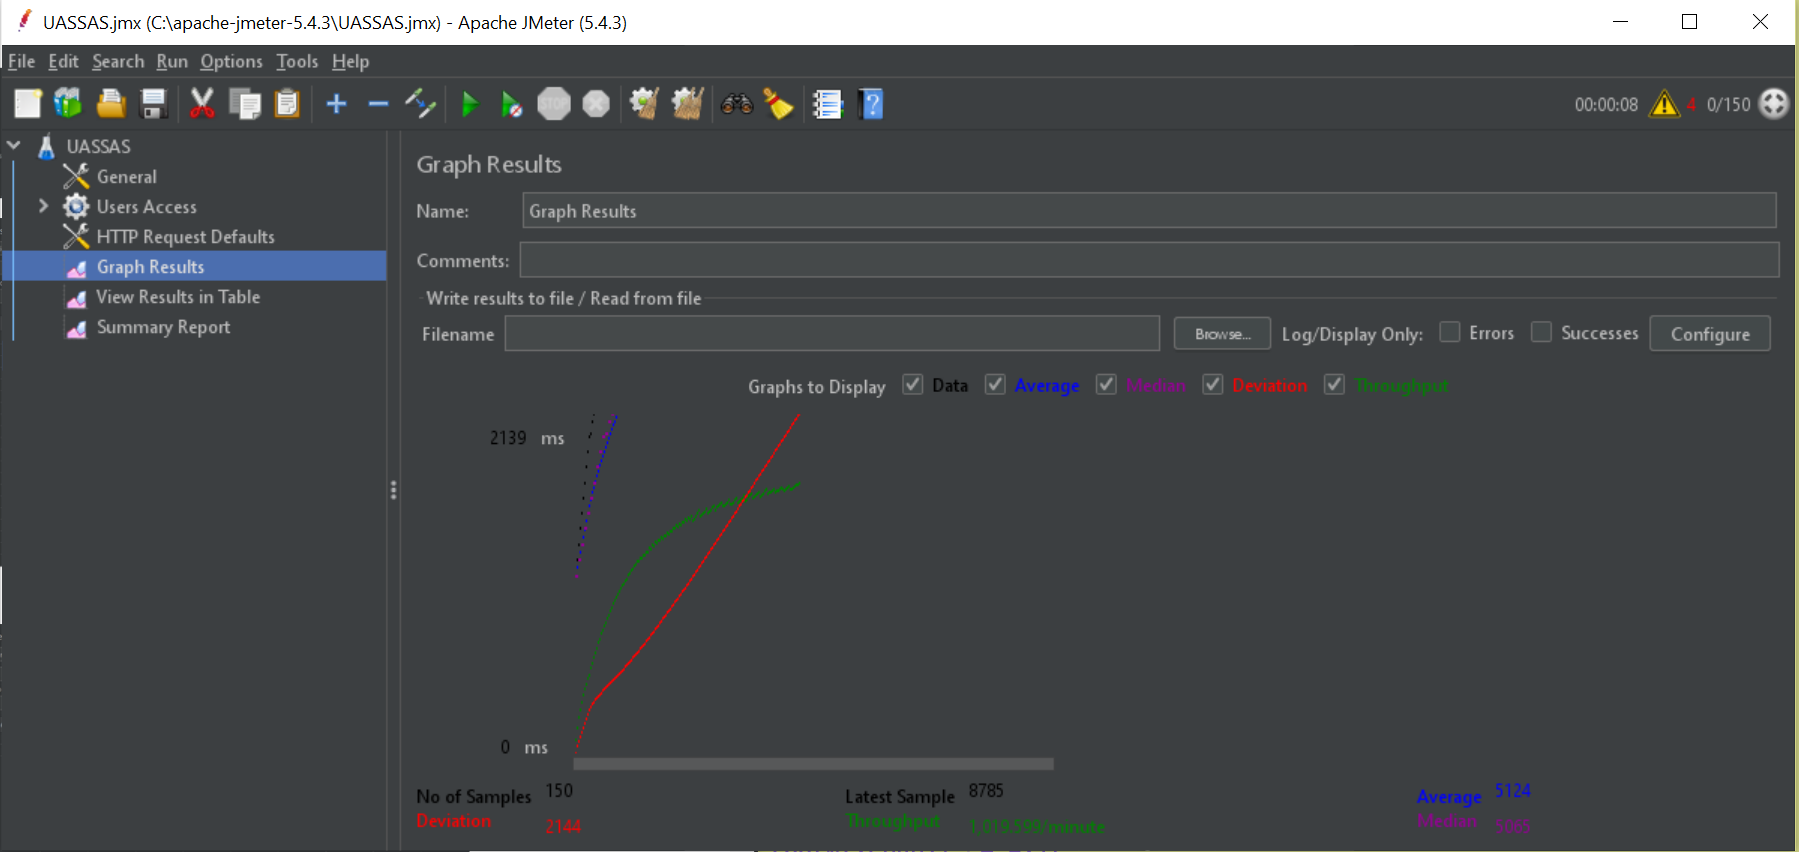 UASSAS.jmx (C:\apache-jmeter-5.4.3\UASSAS.jmx) - Apache JMeter (5.4.3)
File Edit Search Run Options Tools Help
STOP
00:00:08 4 0/150
UASSAS
General
Users Access
HTTP Request Defaults
Graph Results
View Results in Table
Summary Report
Graph Results
Name: Graph Results
Comments:
Write results to file / Read from file
Filename Browse... Log/Display Only: Errors Successes Configure
Graphs to Display Data Average Median Deviation Throughput
2139 ms
0 ms
No of Samples 150 Latest Sample 8785 Average 5124
Deviation 2144 Throughput 1,019.599/minute Median 5065